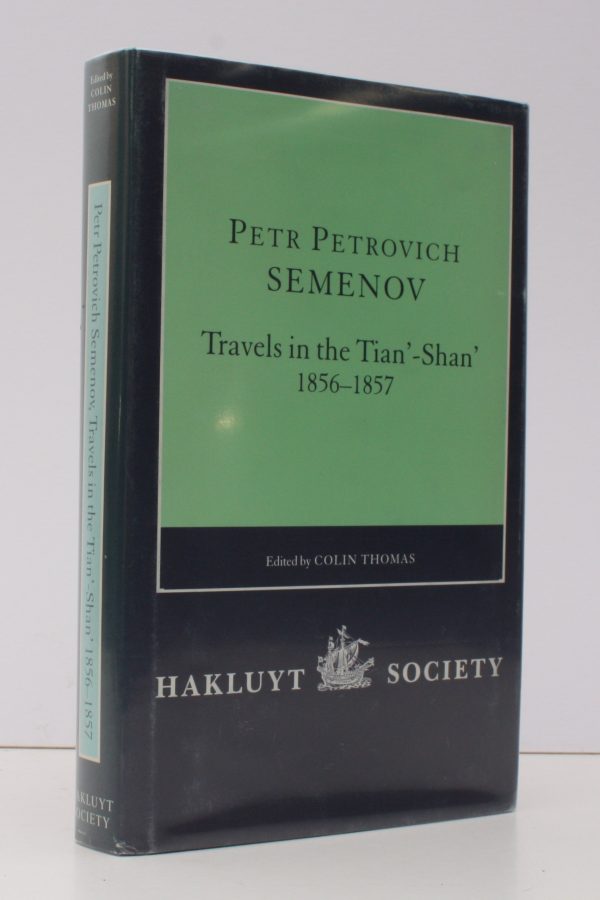 Edited by
COLIN
THOMAS
Petr Petrovich Semenov, Travels in the Tian'-Shan' 1856–1857
HAKLUYT
SOCIETY
PETR PETROVICH
SEMENOV
Travels in the Tian'-Shan'
1856–1857
Edited by COLIN THOMAS
HAKLUYT SOCIETY